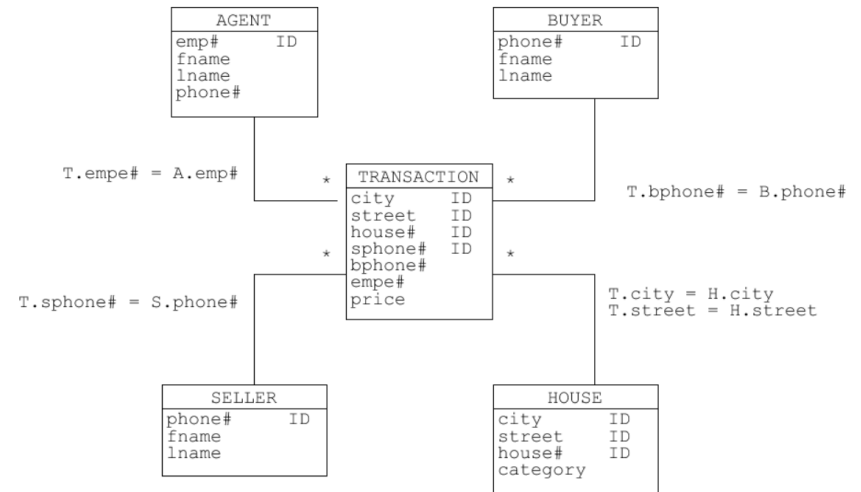 AGENT
emp# ID
fname
lname
phone#
BUYER
phone# ID
fname
lname
T.empe# = A.emp#
*
TRANSACTION
*
T.bphone# = B.phone#
city ID
street ID
house# ID
sphone# ID
bphone#
empe#
price
*
*
T.sphone# = S.phone#
T.city = H.city
T.street = H.street
SELLER
phone# ID
fname
lname
HOUSE
city ID
street ID
house# ID
category